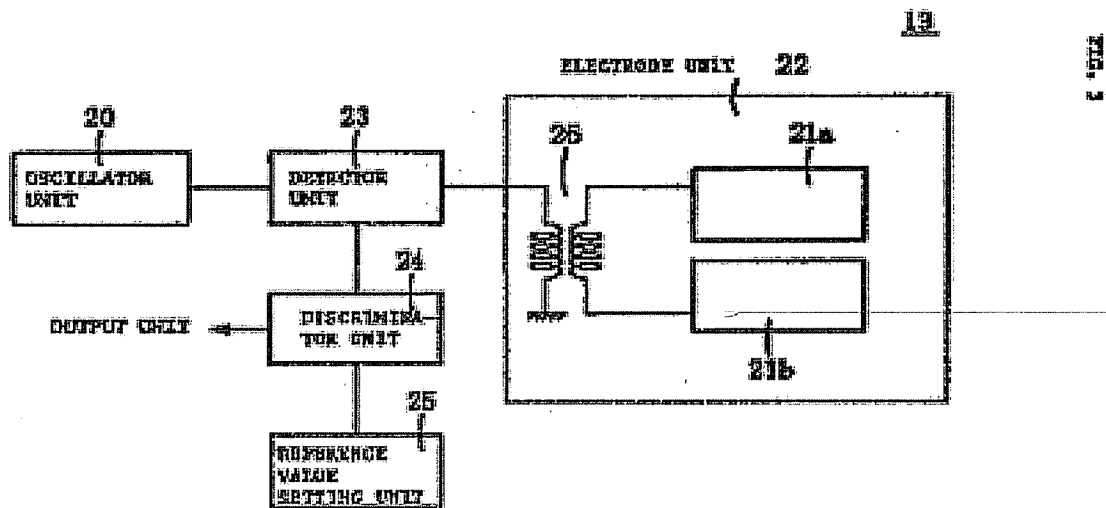 19
ELECTRODE UNIT 22
20
23
26
21a
OSCILLATOR
UNIT
DETECTOR
UNIT
24
OUTPUT UNIT
DISCRIMINA
TOR UNIT
21b
25
REFERENCE
VALUE
SETTING UNIT